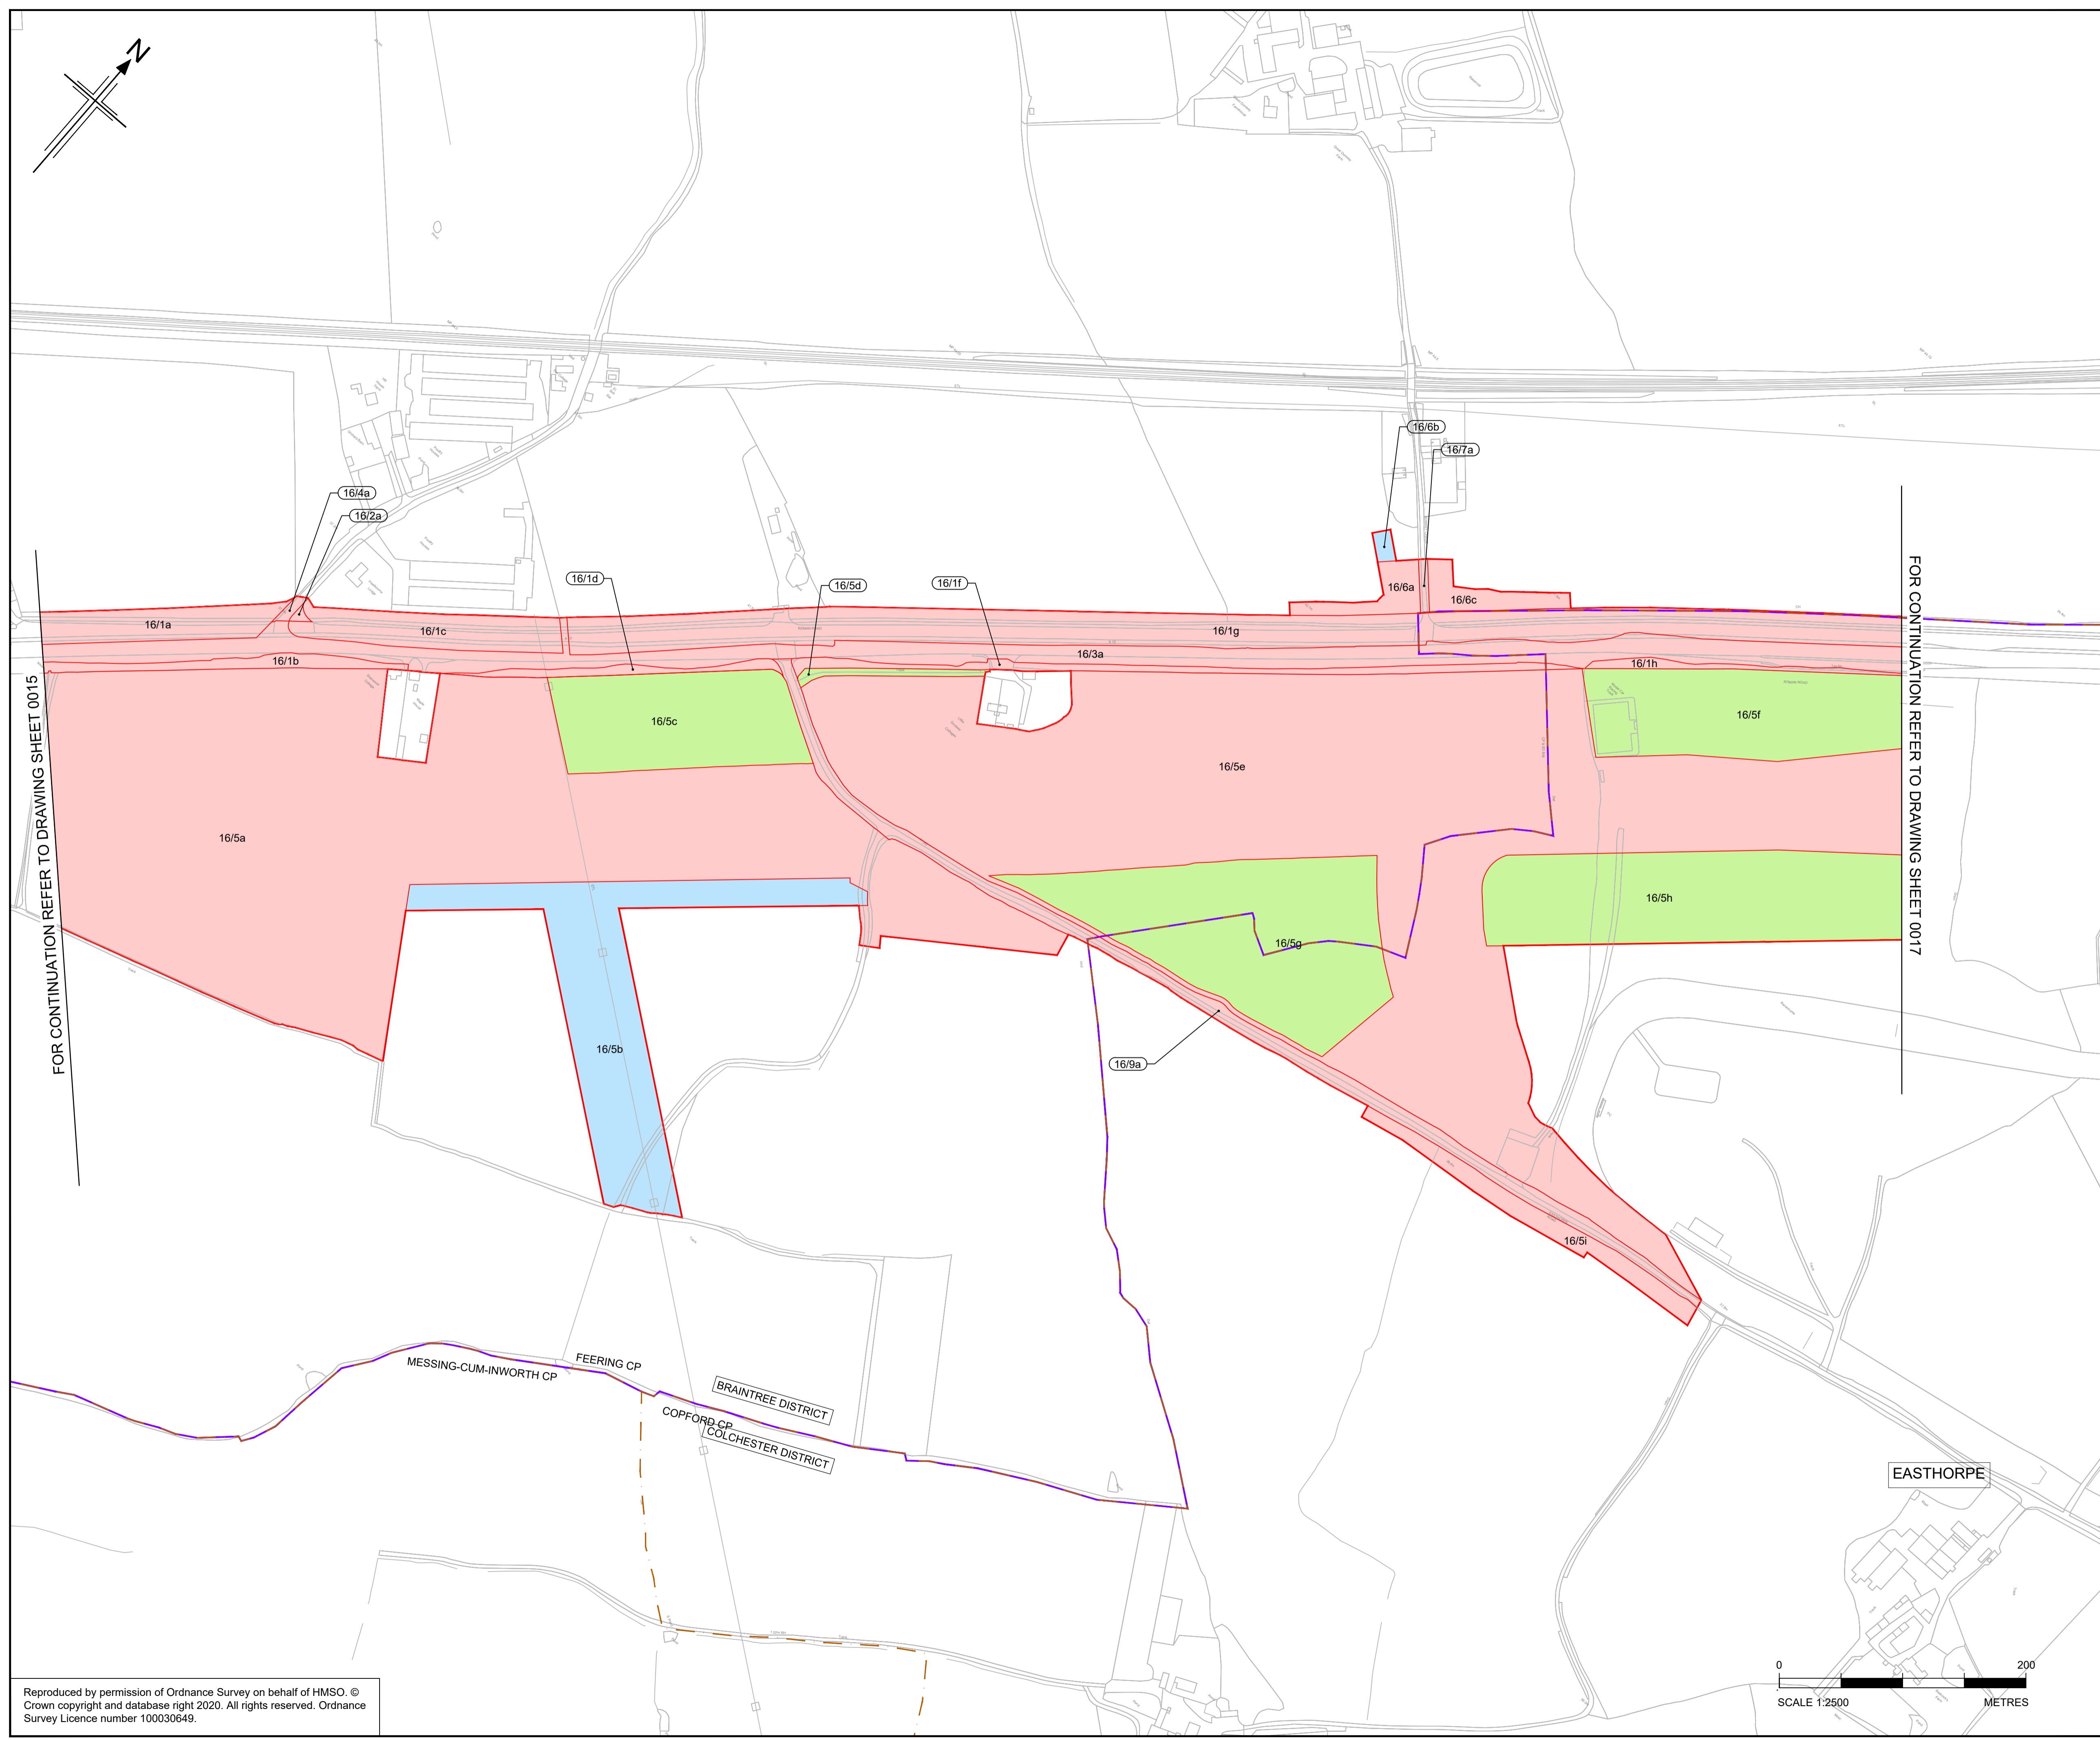 N
16/6b
16/7a
16/4a
16/2a
16/1d
16/5d
16/1f
16/6a
16/6c
16/1a
16/1c
16/1g
16/3a
16/1b
16/1h
16/5c
16/5f
16/5e
16/5a
16/5h
16/5g
16/5b
16/9a
16/5i
FOR CONTINUATION REFER TO DRAWING SHEET 0015
FOR CONTINUATION REFER TO DRAWING SHEET 0017
FEERING CP
MESSING-CUM-INWORTH CP
BRAINTREE DISTRICT
COPFORD CP
COLCHESTER DISTRICT
EASTHORPE
0 200
SCALE 1:2500 METRES
Reproduced by permission of Ordnance Survey on behalf of HMSO. ©
Crown copyright and database right 2020. All rights reserved. Ordnance
Survey Licence number 100030649.